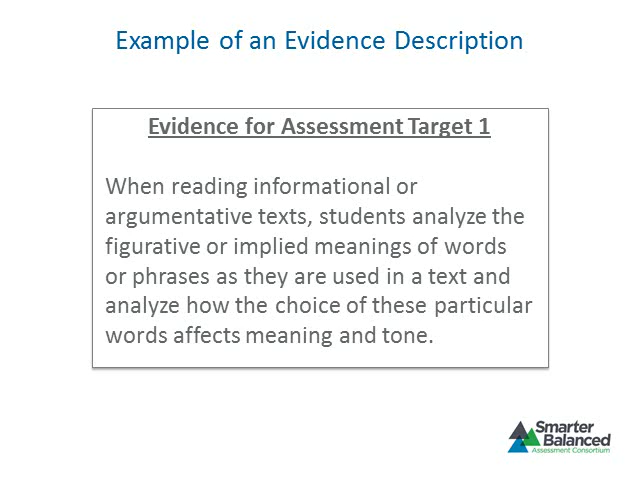 Example of an Evidence Description
Evidence for Assessment Target 1
When reading informational or
argumentative texts, students analyze the
figurative or implied meanings of words
or phrases as they are used in a text and
analyze how the choice of these particular
words affects meaning and tone.
Smarter
Balanced
Assessment Consortium